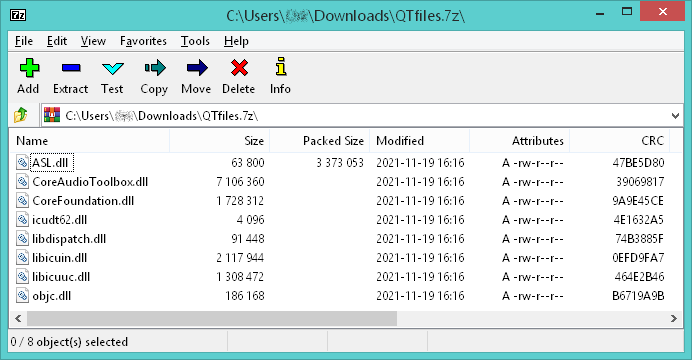 7z C:\Users\ \Downloads\QTfiles.7z\
File Edit View Favorites Tools Help
Add Extract Test Copy Move Delete Info
C:\Users\ \Downloads\QTfiles.7z\
Name Size Packed Size Modified Attributes CRC
ASL.dll 63 800 3 373 053 2021-11-19 16:16 A -rw-r--r-- 47BE5D80
CoreAudioToolbox.dll 7 106 360 2021-11-19 16:16 A -rw-r--r-- 39069817
CoreFoundation.dll 1 728 312 2021-11-19 16:16 A -rw-r--r-- 9A9E45CE
icudt62.dll 4 096 2021-11-19 16:16 A -rw-r--r-- 4E1632A5
libdispatch.dll 91 448 2021-11-19 16:16 A -rw-r--r-- 74B3885F
libicuin.dll 2 117 944 2021-11-19 16:16 A -rw-r--r-- 0EFD9FA7
libicuuc.dll 1 308 472 2021-11-19 16:16 A -rw-r--r-- 464E2B46
objc.dll 186 168 2021-11-19 16:16 A -rw-r--r-- B6719A9B
0 / 8 object(s) selected